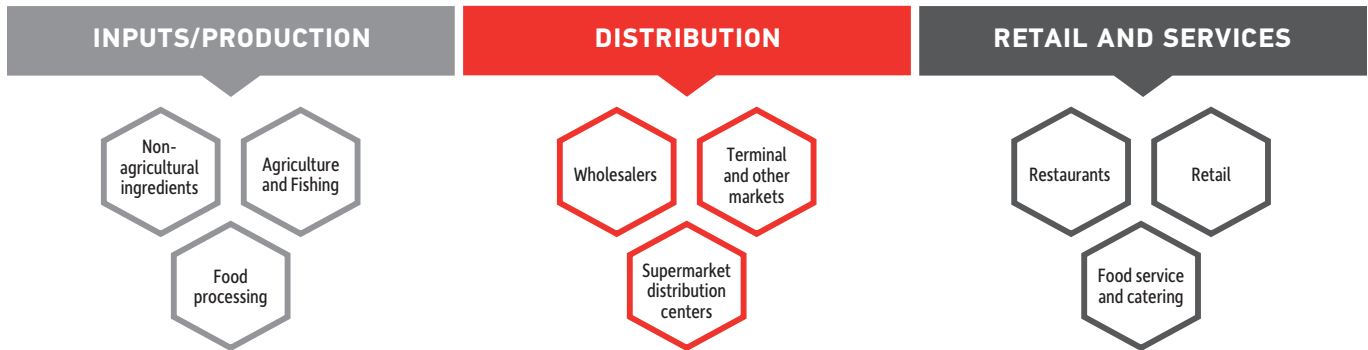 INPUTS/PRODUCTION
Non-
agricultural
ingredients
Agriculture
and Fishing
Food
processing
DISTRIBUTION
Wholesalers
Terminal
and other
markets
Supermarket
distribution
centers
RETAIL AND SERVICES
Restaurants
Retail
Food service
and catering